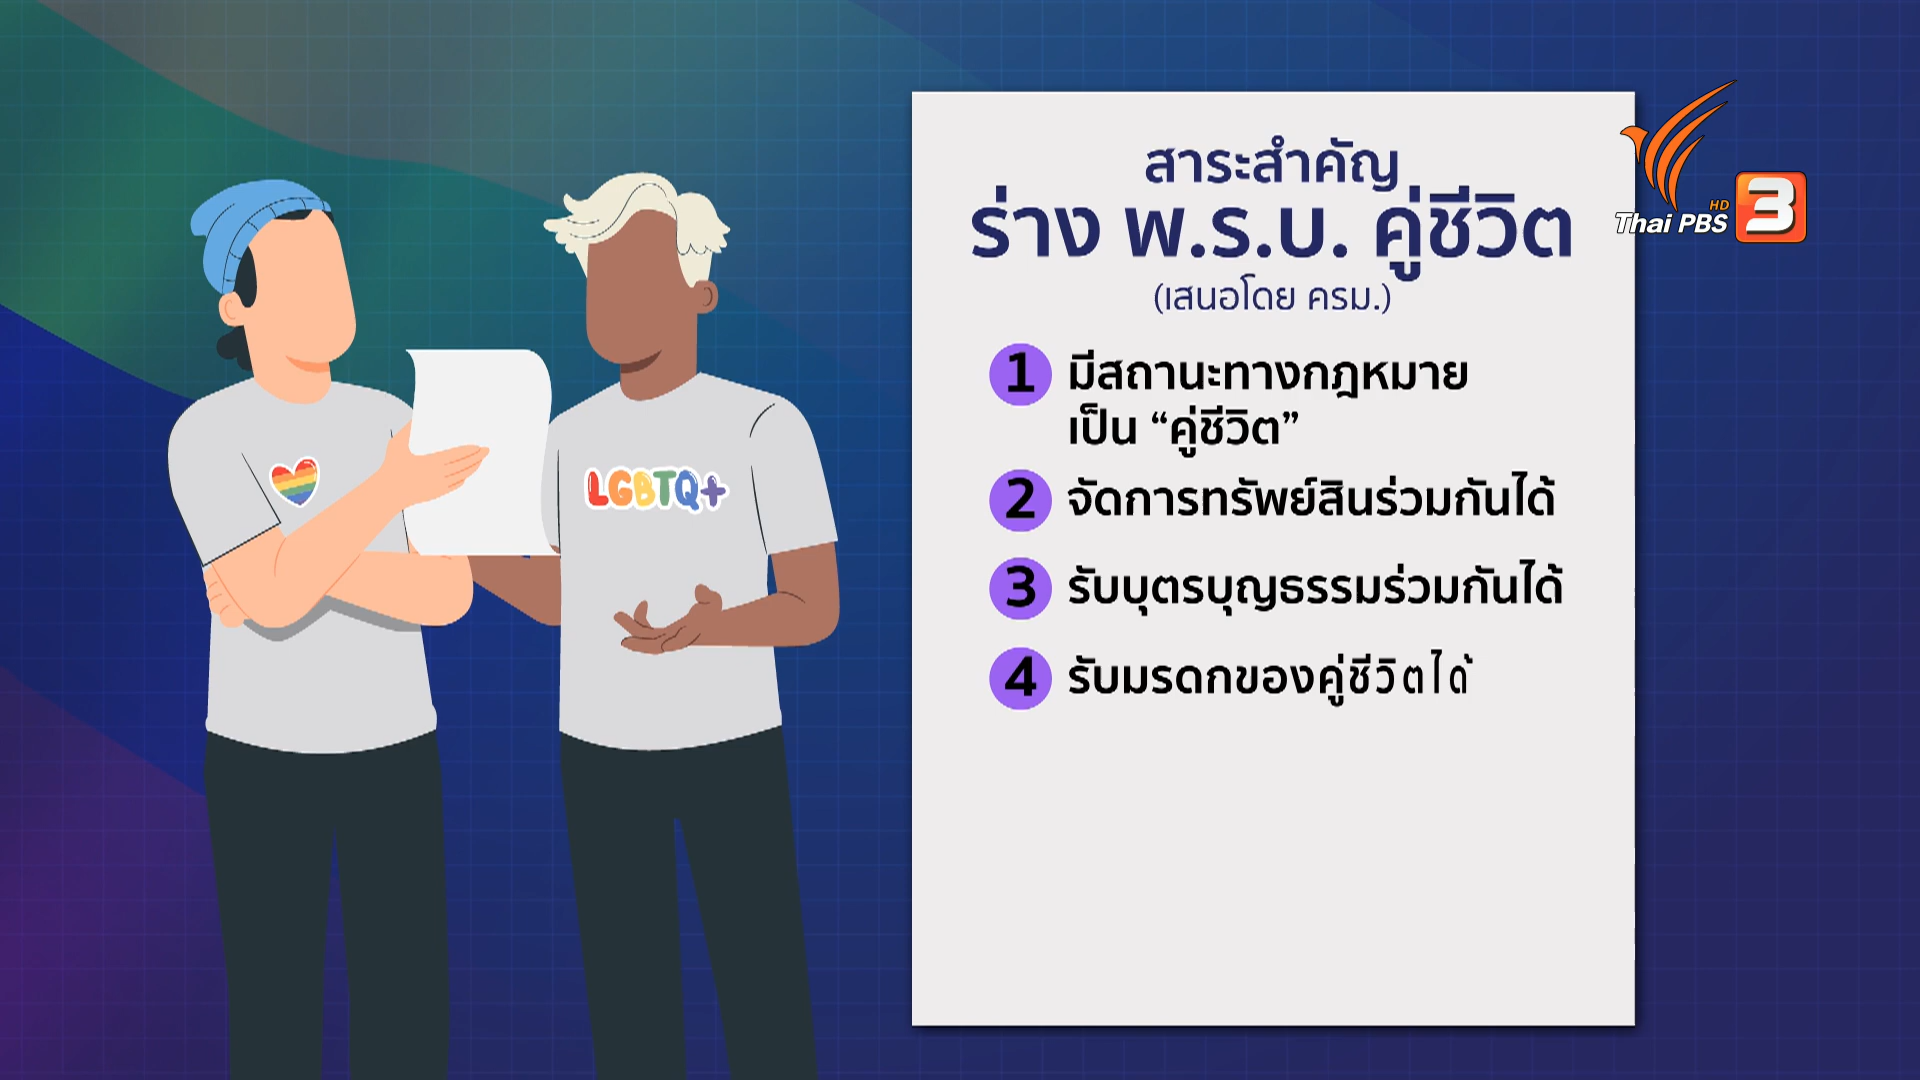 สาระสำคัญ
ร่าง พ.ร.บ. คู่ชีวิต
(เสนอโดย ครม.)
1 มีสถานะทางกฎหมาย
เป็น “คู่ชีวิต”
2 จัดการทรัพย์สินร่วมกันได้
3 รับบุตรบุญธรรมร่วมกันได้
4 รับมรดกของคู่ชีวิตได้
LGBTQ+
HD
Thai PBS 3